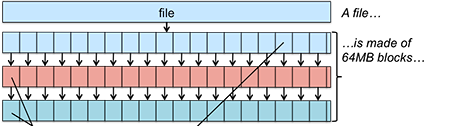 file
A file…
…is made of
64MB blocks…